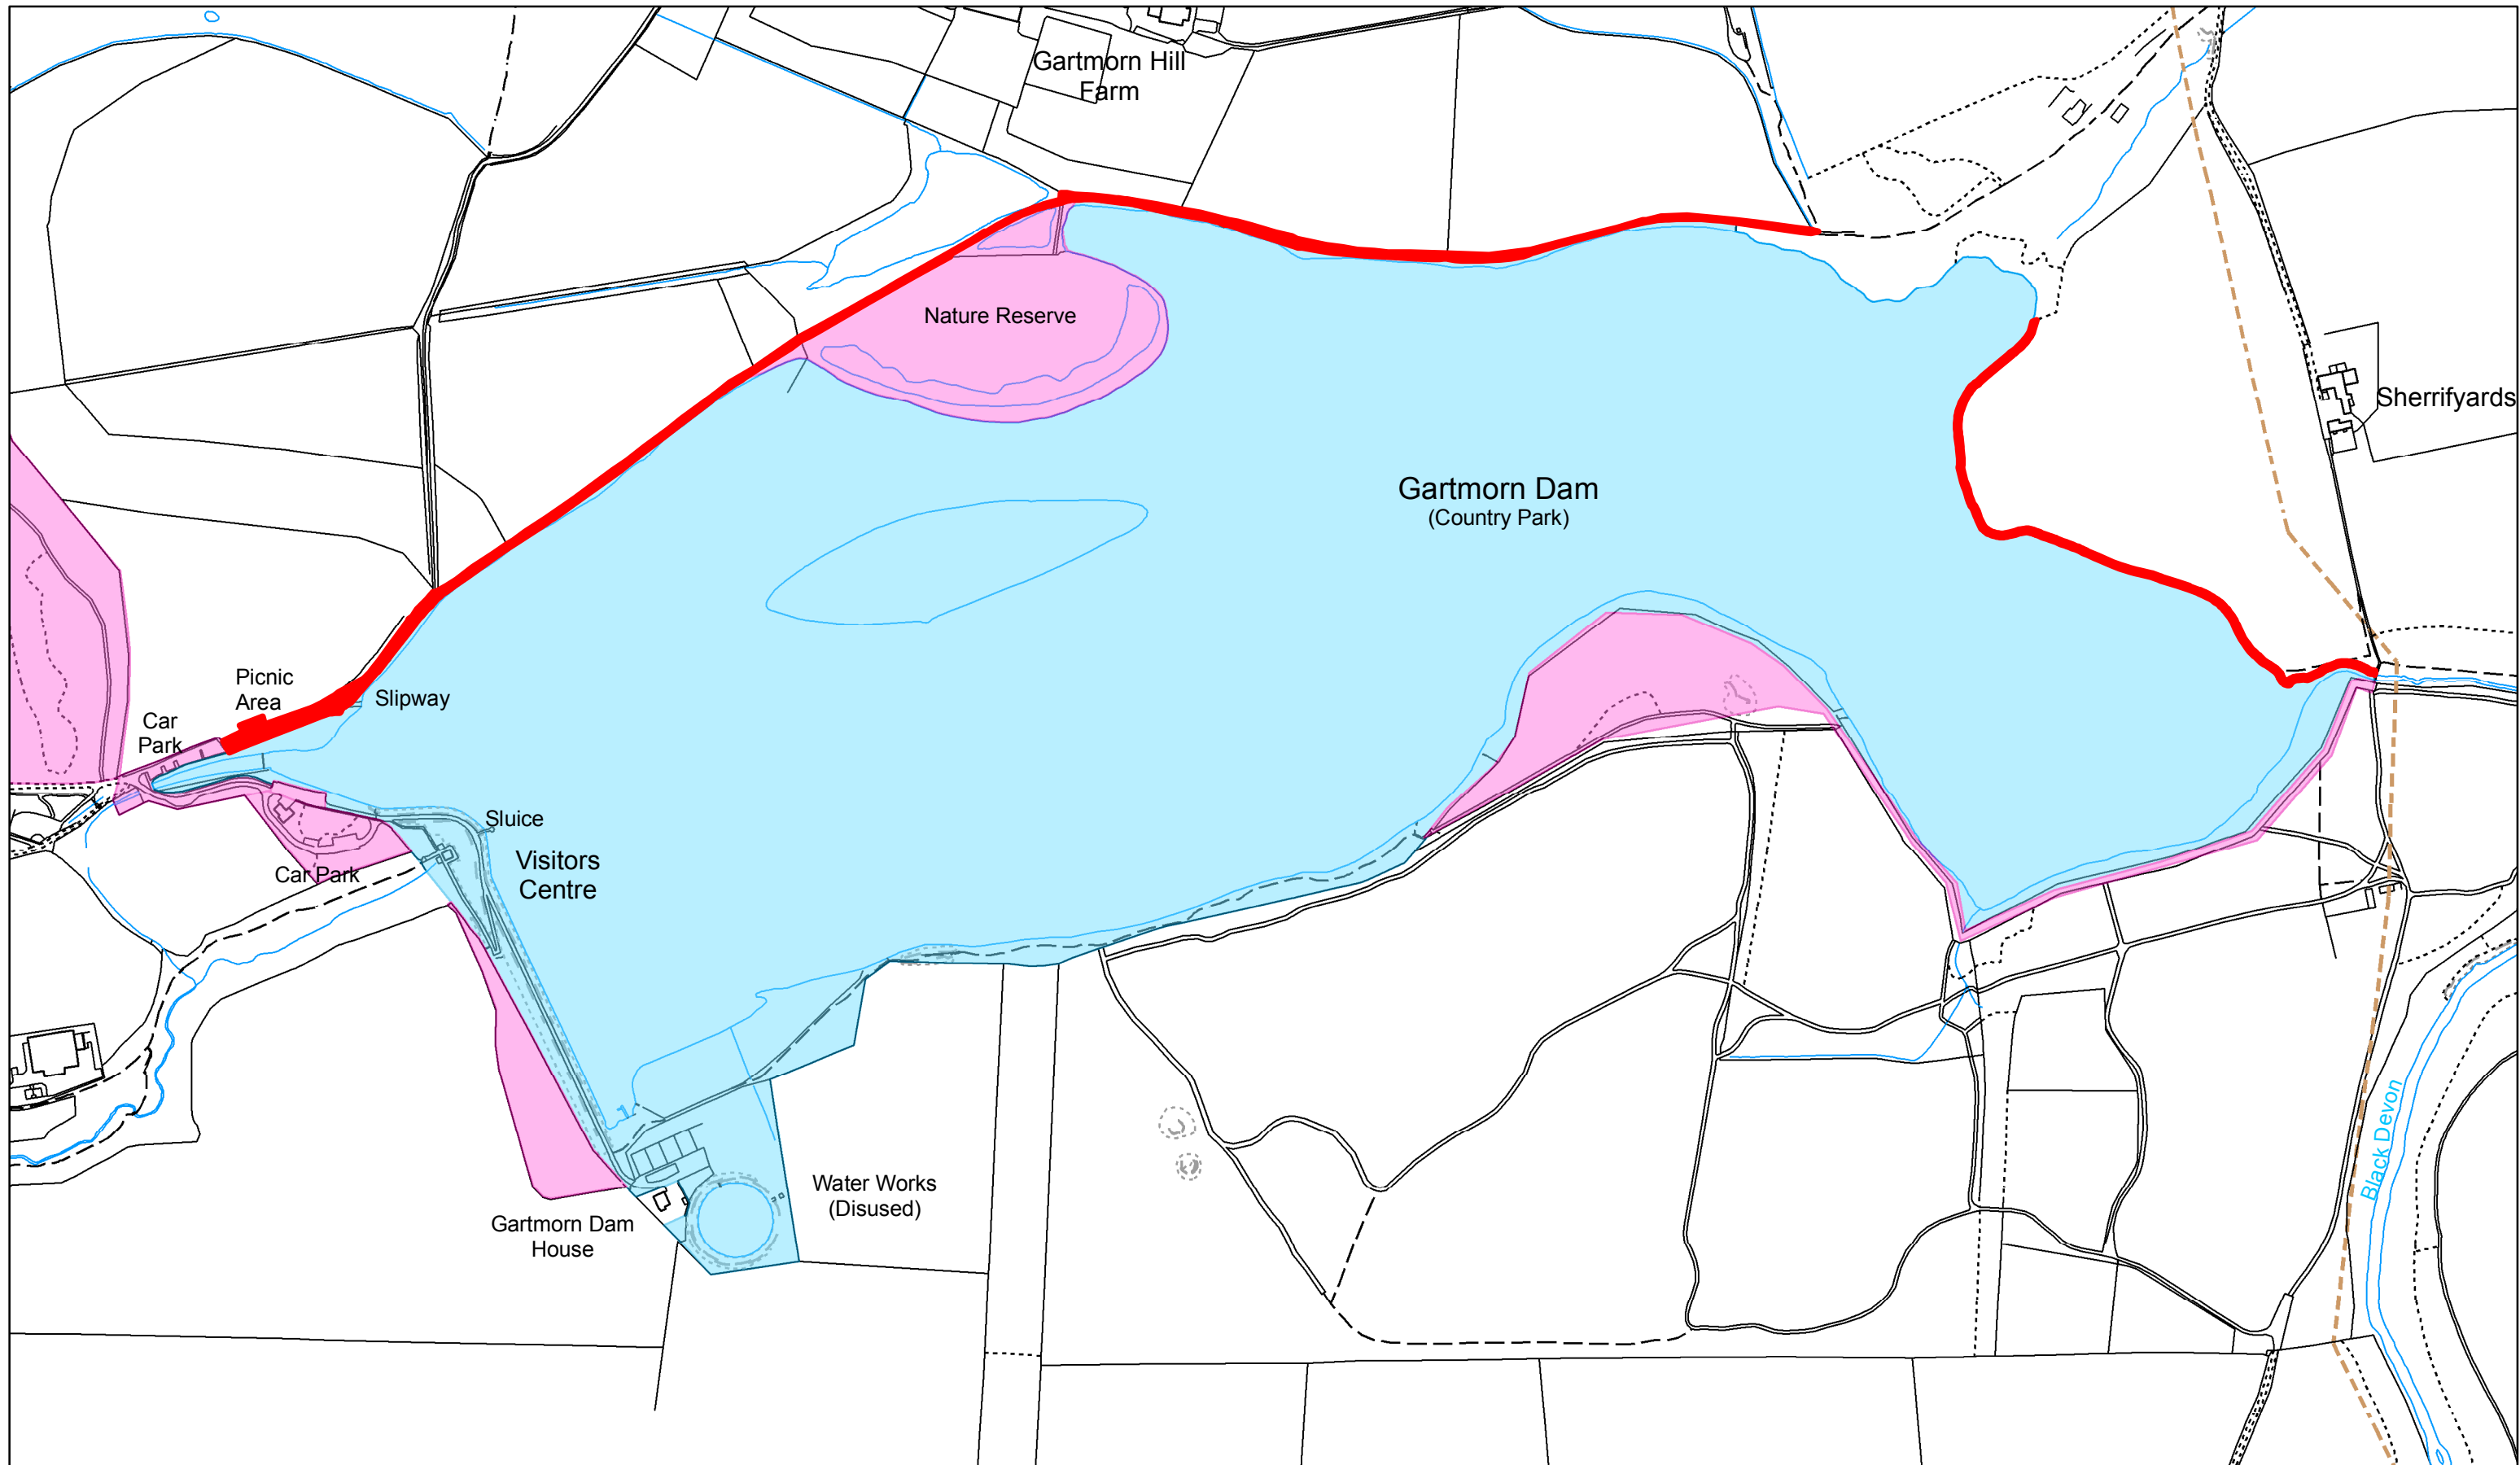 Gartmorn Hill
Farm
Nature Reserve
Sherrifyards
Gartmorn Dam
(Country Park)
Picnic
Area
Slipway
Car
Park
Sluice
Visitors
Centre
Car Park
Water Works
(Disused)
Gartmorn Dam
House
Black Devon